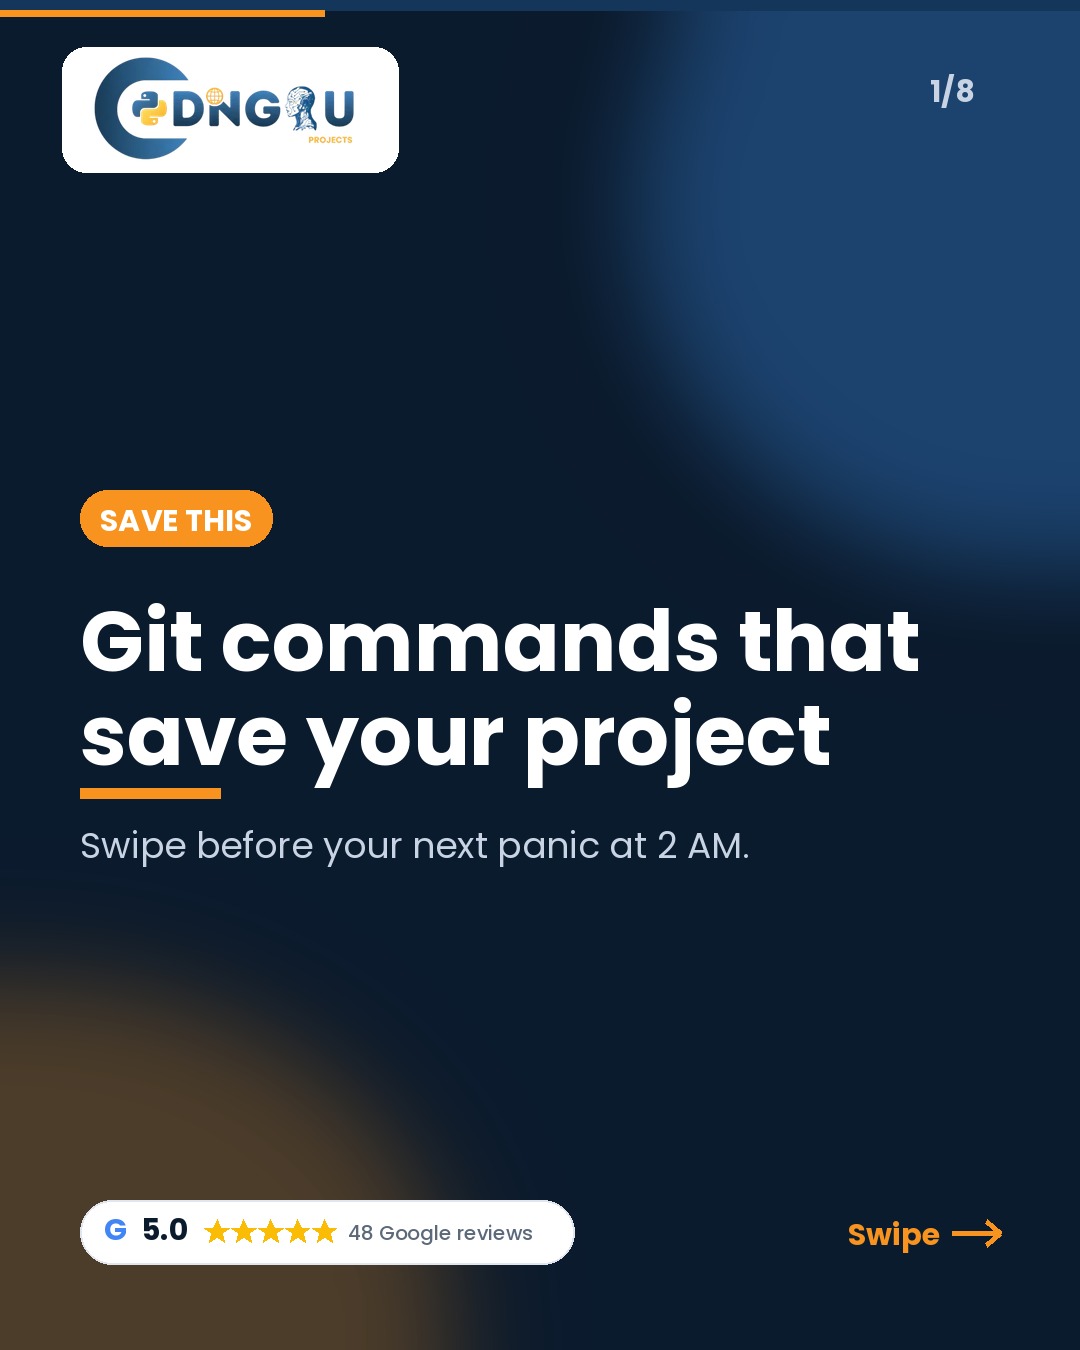 CDNGRU
PROJECTS
1/8
SAVE THIS
Git commands that
save your project
Swipe before your next panic at 2 AM.
G 5.0 ★★★★★ 48 Google reviews
Swipe →